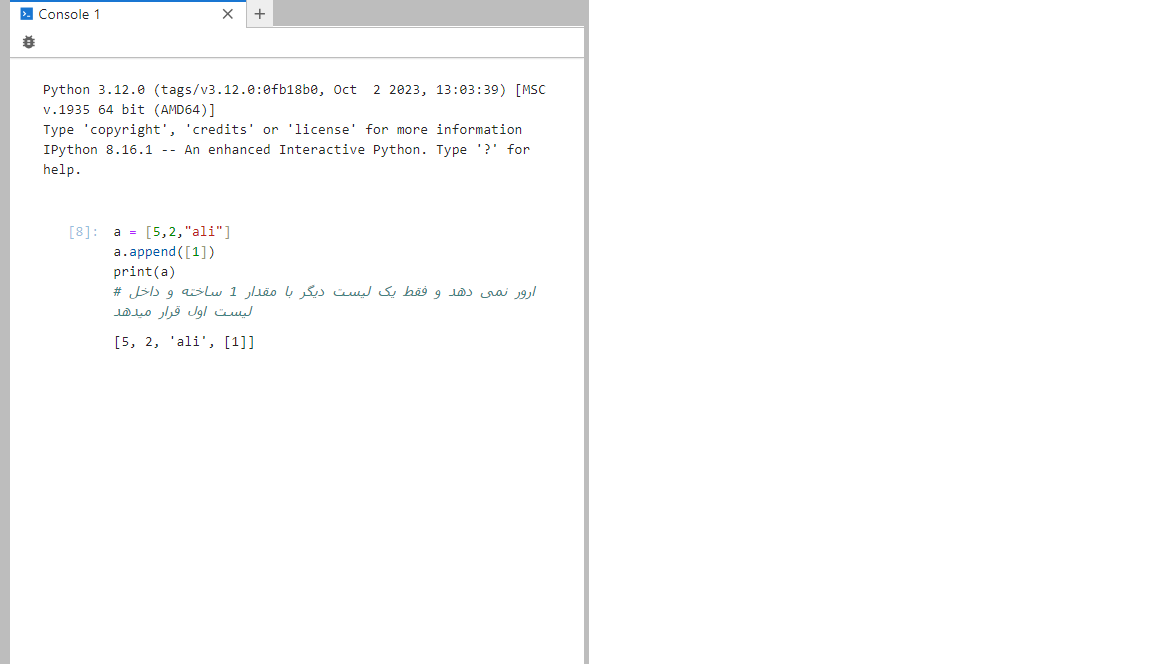 Console 1
Python 3.12.0 (tags/v3.12.0:0fb18b0, Oct  2 2023, 13:03:39) [MSC
v.1935 64 bit (AMD64)]
Type 'copyright', 'credits' or 'license' for more information
IPython 8.16.1 -- An enhanced Interactive Python. Type '?' for
help.
[8]: a = [5,2,"ali"]
a.append([1])
print(a)
# ارور نمی دهد و فقط یک لیست دیگر با مقدار 1 ساخته و داخل
لیست اول قرار میدهد
[5, 2, 'ali', [1]]